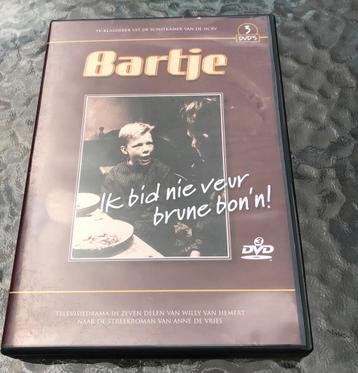 TV-KLASSIEKER UIT DE SCHATKAMER VAN DE NCRV
3
DVD'S
Bartje
Ik bid nie veur
brune bon'n!
3
DVD
TELEVISIEDRAMA IN ZEVEN DELEN VAN WILLY VAN HEMERT
NAAR DE STREEKROMAN VAN ANNE DE VRIES